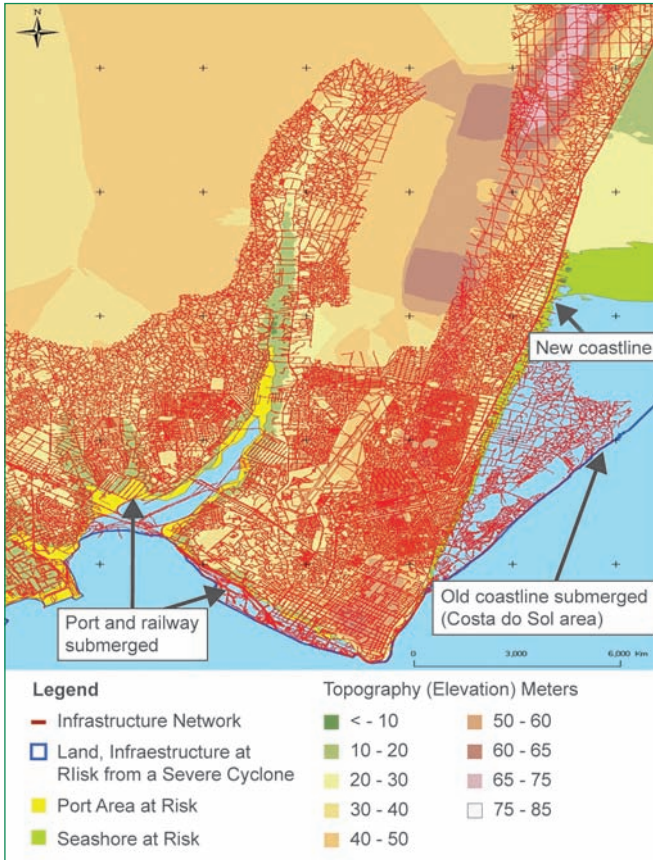 N
New coastline
Old coastline submerged
(Costa do Sol area)
Port and railway
submerged
0 3,000 6,000 Km
Legend
Infrastructure Network
Land, Infraestructure at
RIisk from a Severe Cyclone
Port Area at Risk
Seashore at Risk
Topography (Elevation) Meters
< - 10
10 - 20
20 - 30
30 - 40
40 - 50
50 - 60
60 - 65
65 - 75
75 - 85